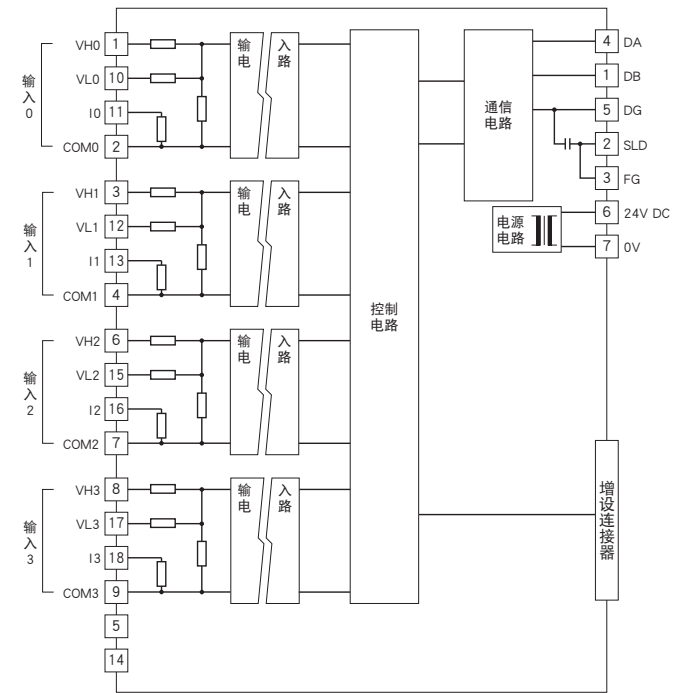 输入0
VH0 1
VL0 10
I0 11
COM0 2
输 入
电 路
输入1
VH1 3
VL1 12
I1 13
COM1 4
输 入
电 路
输入2
VH2 6
VL2 15
I2 16
COM2 7
输 入
电 路
输入3
VH3 8
VL3 17
I3 18
COM3 9
输 入
电 路
5
14
控制
电路
通信
电路
电源
电路
4 DA
1 DB
5 DG
2 SLD
3 FG
6 24V DC
7 0V
增设连接器